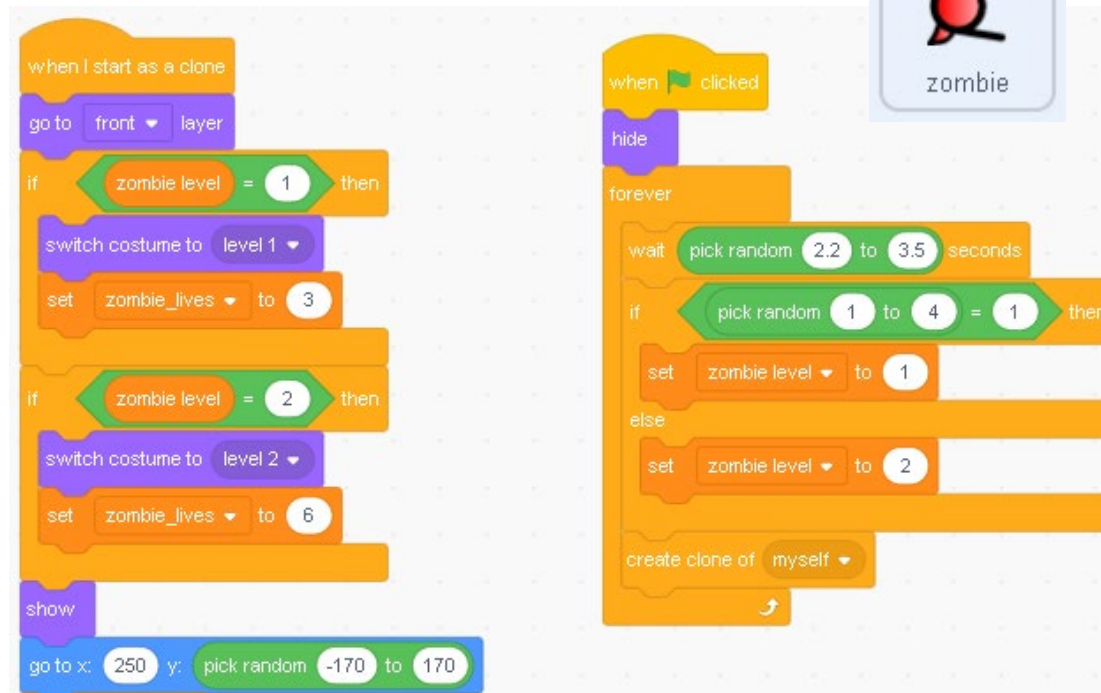 when I start as a clone
go to front layer
if zombie level = 1 then
switch costume to level 1
set zombie_lives to 3
if zombie level = 2 then
switch costume to level 2
set zombie_lives to 6
show
go to x: 250 y: pick random -170 to 170
when clicked
hide
forever
wait pick random 2.2 to 3.5 seconds
if pick random 1 to 4 = 1 then
set zombie level to 1
else
set zombie level to 2
create clone of myself
zombie